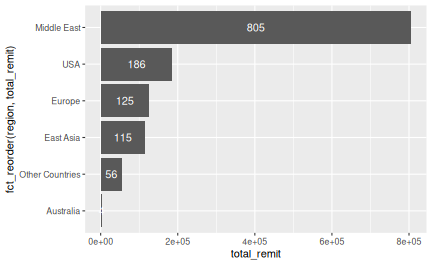 fct_reorder(region, total_remit)
Middle East
805
USA
186
Europe
125
East Asia
115
Other Countries
56
Australia
0e+00 2e+05 4e+05 6e+05 8e+05
total_remit